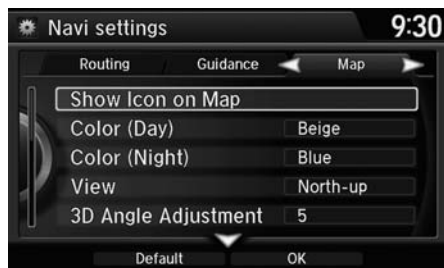 Navi settings 9:30
Routing Guidance Map
Show Icon on Map
Color (Day) Beige
Color (Night) Blue
View North-up
3D Angle Adjustment 5
Default OK